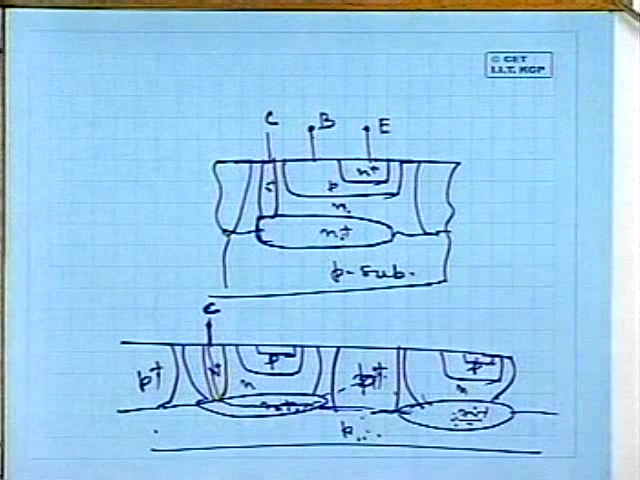 © CET
I.I.T. KGP
C B E
n+
p
n
n+
p-sub.
C
p+ p p+ p
n n
n+
p